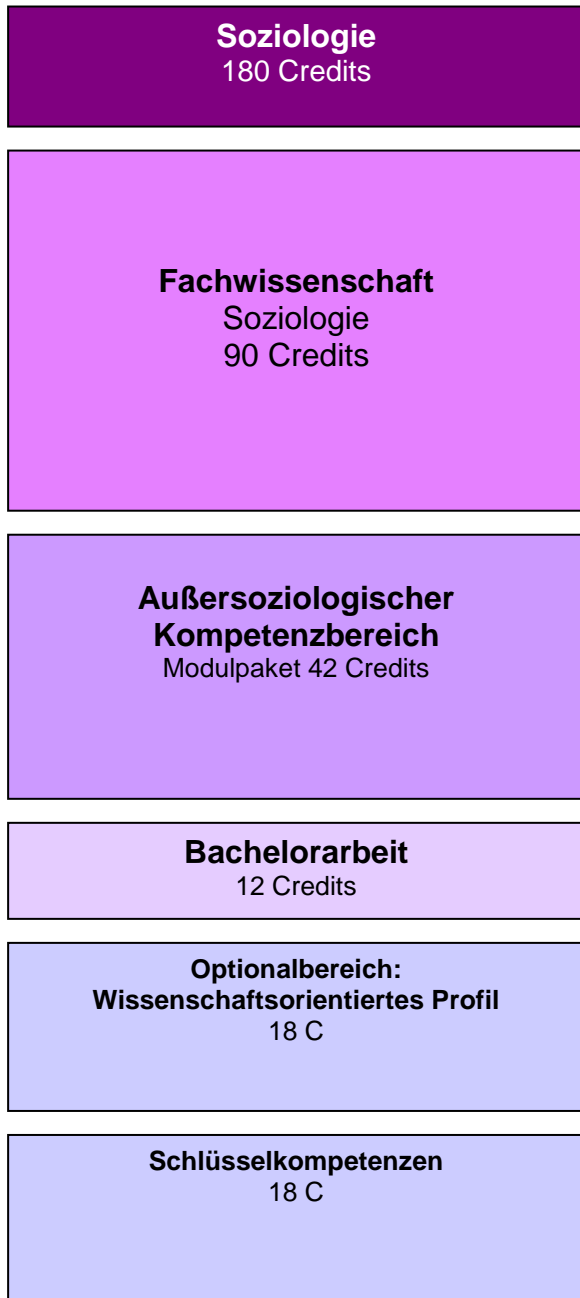 Soziologie
180 Credits
Fachwissenschaft
Soziologie
90 Credits
Außersoziologischer
Kompetenzbereich
Modulpaket 42 Credits
Bachelorarbeit
12 Credits
Optionalbereich:
Wissenschaftsorientiertes Profil
18 C
Schlüsselkompetenzen
18 C